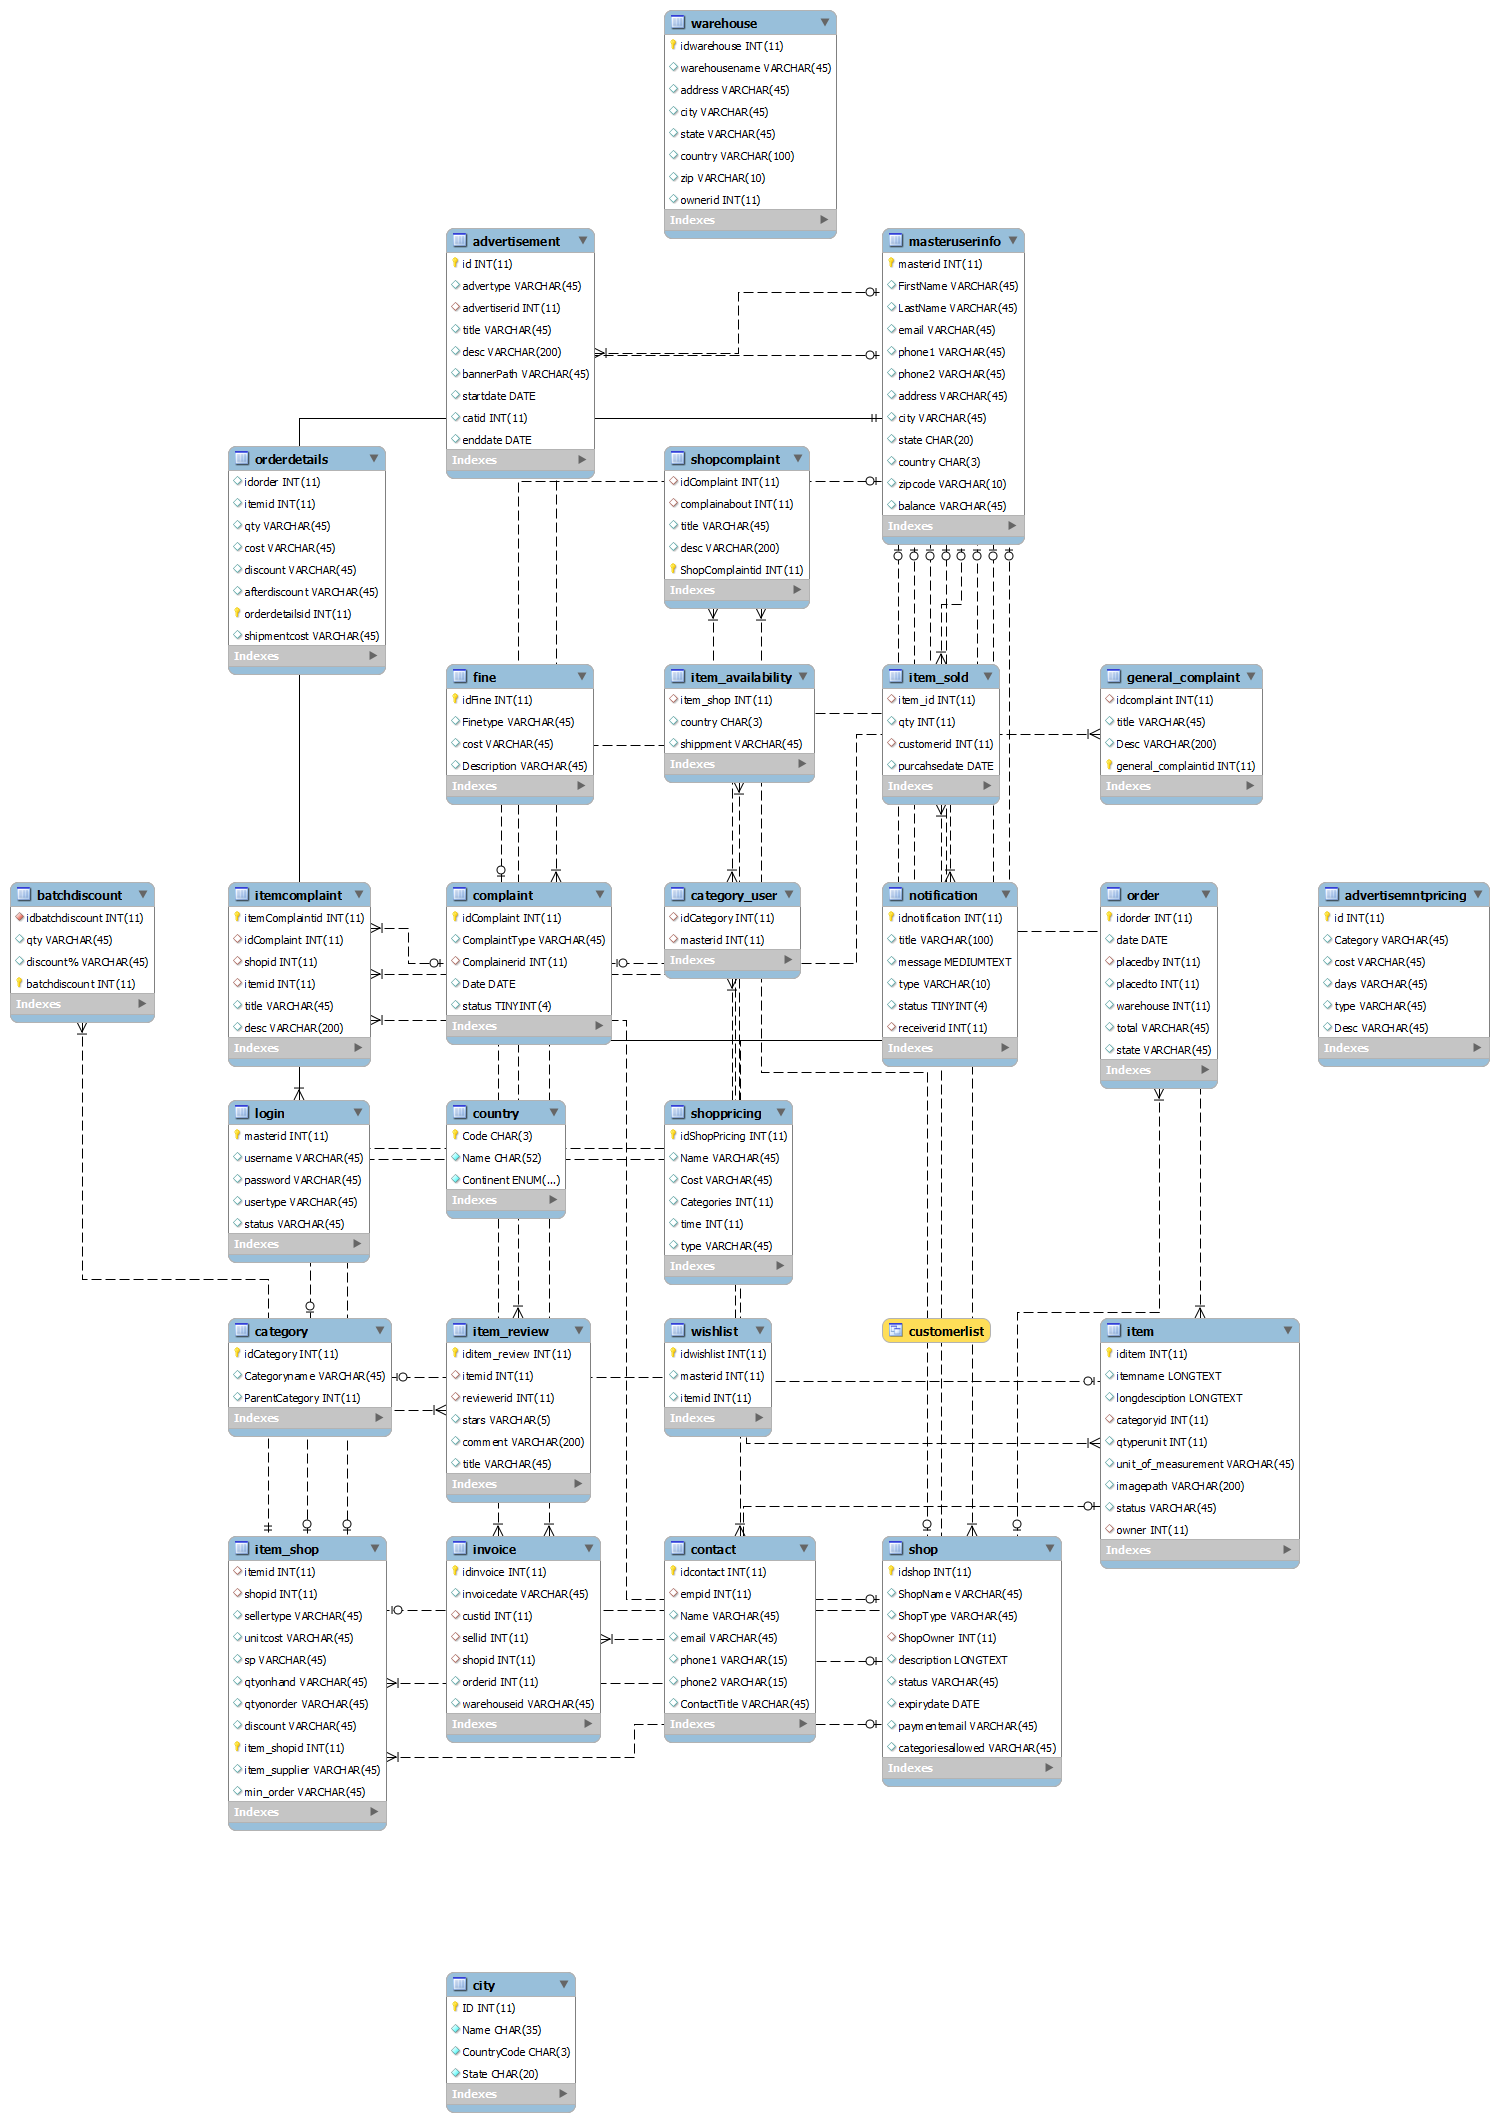 warehouse
idwarehouse INT(11)
warehousename VARCHAR(45)
address VARCHAR(45)
city VARCHAR(45)
state VARCHAR(45)
country VARCHAR(100)
zip VARCHAR(10)
ownerid INT(11)
Indexes
advertisement
id INT(11)
advertype VARCHAR(45)
advertiserid INT(11)
title VARCHAR(45)
desc VARCHAR(200)
bannerPath VARCHAR(45)
startdate DATE
catid INT(11)
enddate DATE
Indexes
masteruserinfo
masterid INT(11)
FirstName VARCHAR(45)
LastName VARCHAR(45)
email VARCHAR(45)
phone1 VARCHAR(45)
phone2 VARCHAR(45)
address VARCHAR(45)
city VARCHAR(45)
state CHAR(20)
country CHAR(3)
zipcode VARCHAR(10)
balance VARCHAR(45)
Indexes
orderdetails
idorder INT(11)
itemid INT(11)
qty VARCHAR(45)
cost VARCHAR(45)
discount VARCHAR(45)
afterdiscount VARCHAR(45)
orderdetailsid INT(11)
shipmentcost VARCHAR(45)
Indexes
shopcomplaint
idComplaint INT(11)
complainabout INT(11)
title VARCHAR(45)
desc VARCHAR(200)
ShopComplaintid INT(11)
Indexes
fine
idFine INT(11)
Finetype VARCHAR(45)
cost VARCHAR(45)
Description VARCHAR(45)
Indexes
item_availability
item_shop INT(11)
country CHAR(3)
shippment VARCHAR(45)
Indexes
item_sold
item_id INT(11)
qty INT(11)
customerid INT(11)
purcahsedate DATE
Indexes
general_complaint
idcomplaint INT(11)
title VARCHAR(45)
Desc VARCHAR(200)
general_complaintid INT(11)
Indexes
batchdiscount
idbatchdiscount INT(11)
qty VARCHAR(45)
discount% VARCHAR(45)
batchdiscount INT(11)
Indexes
itemcomplaint
itemComplaintid INT(11)
idComplaint INT(11)
shopid INT(11)
itemid INT(11)
title VARCHAR(45)
desc VARCHAR(200)
Indexes
complaint
idComplaint INT(11)
ComplaintType VARCHAR(45)
Complainerid INT(11)
Date DATE
status TINYINT(4)
Indexes
category_user
idCategory INT(11)
masterid INT(11)
Indexes
notification
idnotification INT(11)
title VARCHAR(100)
message MEDIUMTEXT
type VARCHAR(10)
status TINYINT(4)
receiverid INT(11)
Indexes
order
idorder INT(11)
date DATE
placedby INT(11)
placedto INT(11)
warehouse INT(11)
total VARCHAR(45)
state VARCHAR(45)
Indexes
advertisemntpricing
id INT(11)
Category VARCHAR(45)
cost VARCHAR(45)
days VARCHAR(45)
type VARCHAR(45)
Desc VARCHAR(45)
Indexes
login
masterid INT(11)
username VARCHAR(45)
password VARCHAR(45)
usertype VARCHAR(45)
status VARCHAR(45)
Indexes
country
Code CHAR(3)
Name CHAR(52)
Continent ENUM(...)
Indexes
shoppricing
idShopPricing INT(11)
Name VARCHAR(45)
Cost VARCHAR(45)
Categories INT(11)
time INT(11)
type VARCHAR(45)
Indexes
category
idCategory INT(11)
Categoryname VARCHAR(45)
ParentCategory INT(11)
Indexes
item_review
iditem_review INT(11)
itemid INT(11)
reviewerid INT(11)
stars VARCHAR(5)
comment VARCHAR(200)
title VARCHAR(45)
Indexes
wishlist
idwishlist INT(11)
masterid INT(11)
itemid INT(11)
Indexes
customerlist
item
iditem INT(11)
itemname LONGTEXT
longdesciption LONGTEXT
categoryid INT(11)
qtyperunit INT(11)
unit_of_measurement VARCHAR(45)
imagepath VARCHAR(200)
status VARCHAR(45)
owner INT(11)
Indexes
item_shop
itemid INT(11)
shopid INT(11)
sellertype VARCHAR(45)
unitcost VARCHAR(45)
sp VARCHAR(45)
qtyonhand VARCHAR(45)
qtyonorder VARCHAR(45)
discount VARCHAR(45)
item_shopid INT(11)
item_supplier VARCHAR(45)
min_order VARCHAR(45)
Indexes
invoice
idinvoice INT(11)
invoicedate VARCHAR(45)
custid INT(11)
sellid INT(11)
shopid INT(11)
orderid INT(11)
warehouseid VARCHAR(45)
Indexes
contact
idcontact INT(11)
empid INT(11)
Name VARCHAR(45)
email VARCHAR(45)
phone1 VARCHAR(15)
phone2 VARCHAR(15)
ContactTitle VARCHAR(45)
Indexes
shop
idshop INT(11)
ShopName VARCHAR(45)
ShopType VARCHAR(45)
ShopOwner INT(11)
description LONGTEXT
status VARCHAR(45)
expirydate DATE
paymentemail VARCHAR(45)
categoriesallowed VARCHAR(45)
Indexes
city
ID INT(11)
Name CHAR(35)
CountryCode CHAR(3)
State CHAR(20)
Indexes